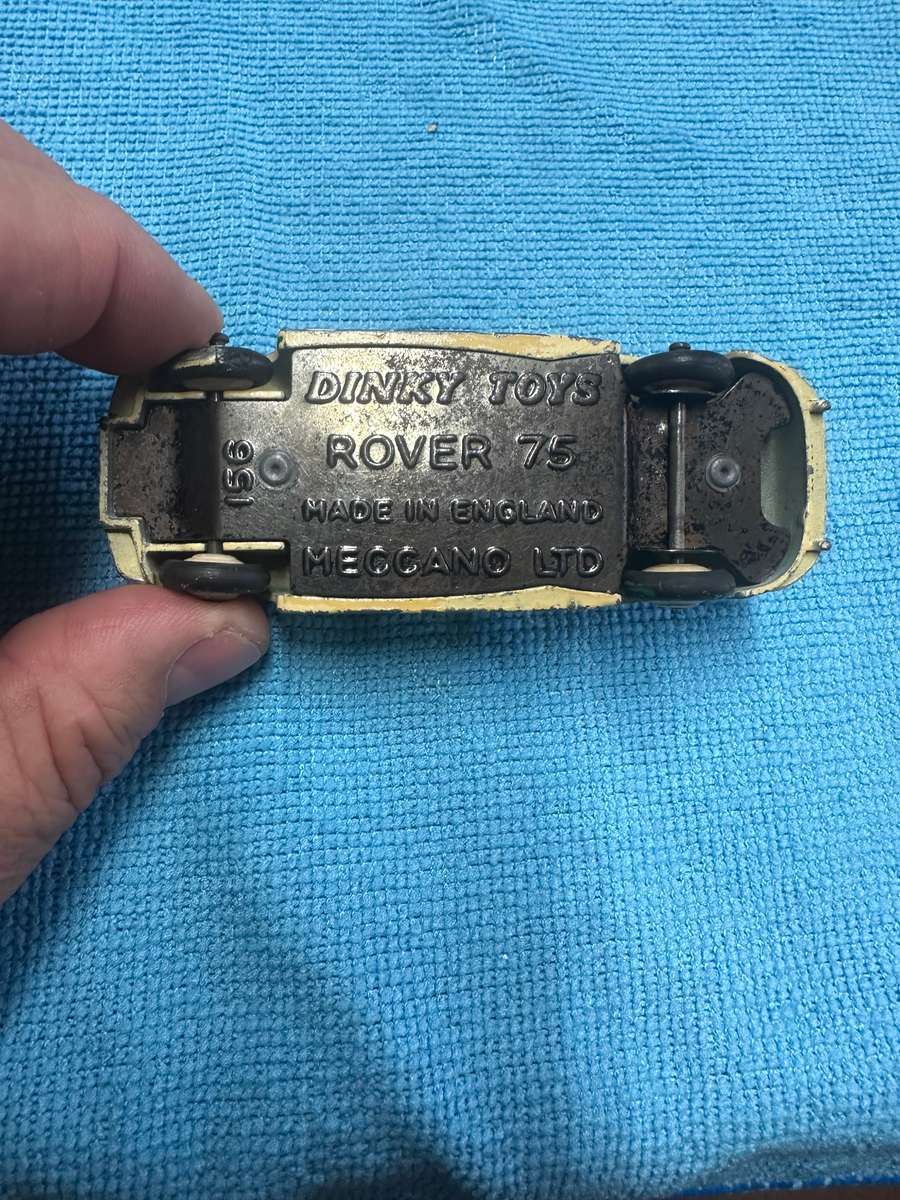 DINKY TOYS
ROVER 75
MADE IN ENGLAND
MECCANO LTD
156